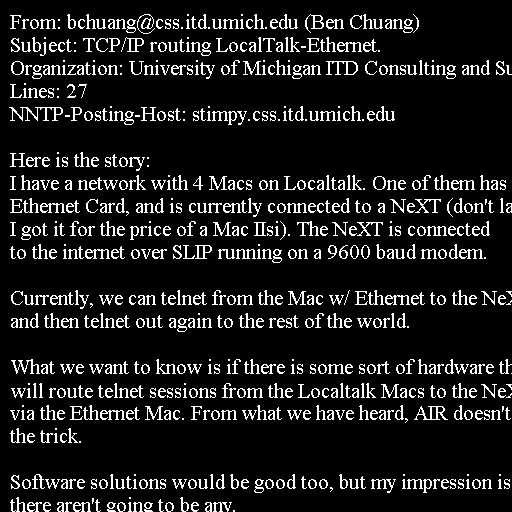 From: bchuang@css.itd.umich.edu (Ben Chuang)
Subject: TCP/IP routing LocalTalk-Ethernet.
Organization: University of Michigan ITD Consulting and Su
Lines: 27
NNTP-Posting-Host: stimpy.css.itd.umich.edu

Here is the story:
I have a network with 4 Macs on Localtalk. One of them has
Ethernet Card, and is currently connected to a NeXT (don't la
I got it for the price of a Mac IIsi). The NeXT is connected
to the internet over SLIP running on a 9600 baud modem.

Currently, we can telnet from the Mac w/ Ethernet to the NeX
and then telnet out again to the rest of the world.

What we want to know is if there is some sort of hardware th
will route telnet sessions from the Localtalk Macs to the NeX
via the Ethernet Mac. From what we have heard, AIR doesn't
the trick.

Software solutions would be good too, but my impression is
there aren't going to be any.